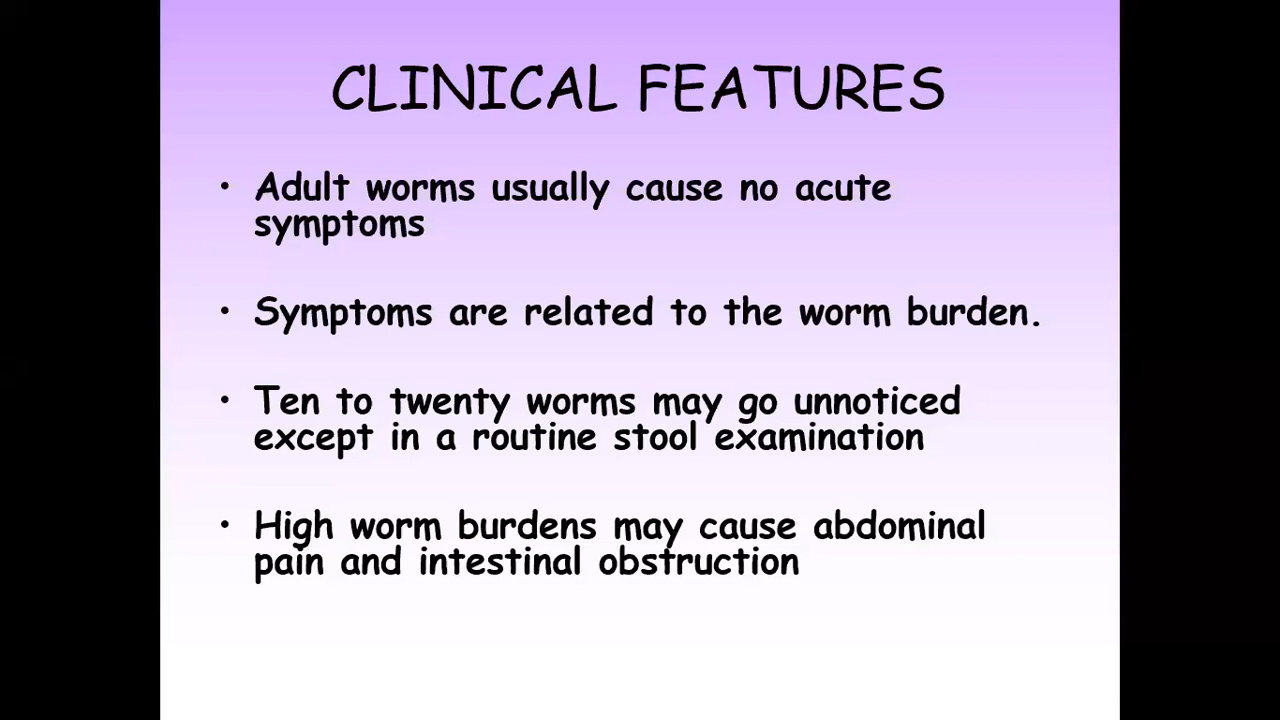 CLINICAL FEATURES
• Adult worms usually cause no acute
symptoms
• Symptoms are related to the worm burden.
• Ten to twenty worms may go unnoticed
except in a routine stool examination
• High worm burdens may cause abdominal
pain and intestinal obstruction